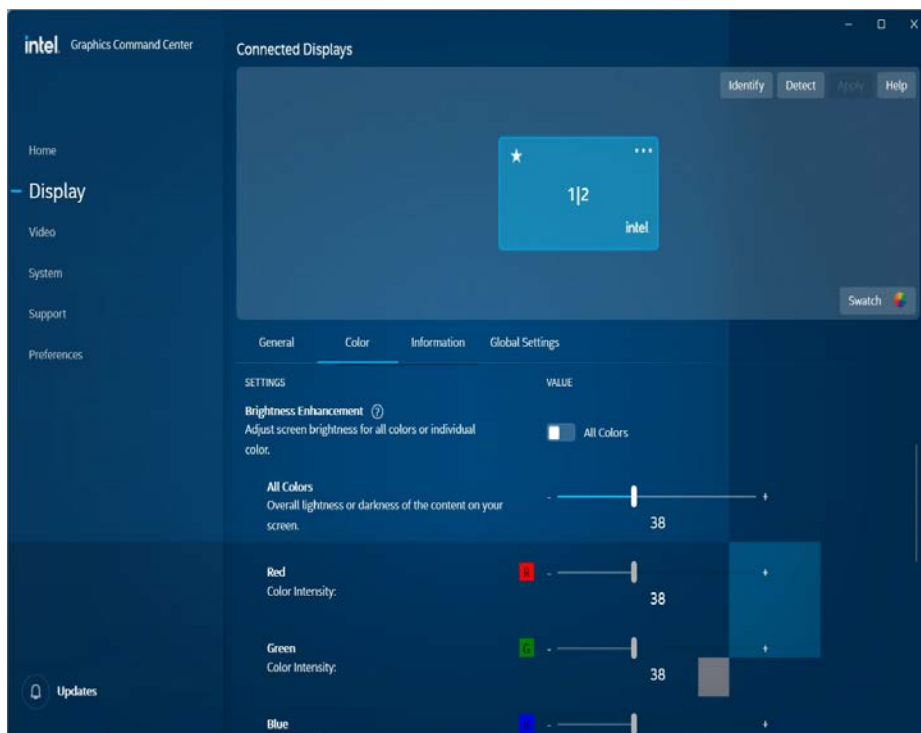 intel. Graphics Command Center
Connected Displays
Identify
Detect
Apply
Help
Home
Display
Video
System
Support
Preferences
1|2
intel
Swatch
General
Color
Information
Global Settings
SETTINGS
VALUE
Brightness Enhancement ?
Adjust screen brightness for all colors or individual
color.
All Colors
All Colors
Overall lightness or darkness of the content on your
screen.
- +
38
Red
Color Intensity:
R - +
38
Green
Color Intensity:
G - +
38
Blue
B - +
Updates